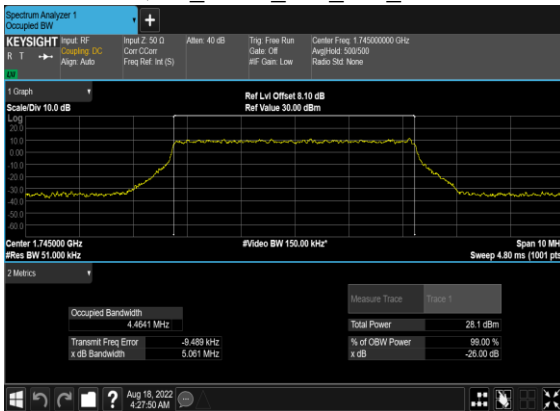 Spectrum Analyzer 1
Occupied BW
+
KEYSIGHT Input: RF Input Z: 50 Ω Atten: 40 dB Trig: Free Run Center Freq: 1.745000000 GHz
R T Coupling: DC Corr CCorr Gate: Off Avg|Hold: 500/500
Align: Auto Freq Ref: Int (S) #IF Gain: Low Radio Std: None
1 Graph
Ref Lvl Offset 8.10 dB
Scale/Div 10.0 dB Ref Value 30.00 dBm
Log
20.0
10.0
0.00
-10.0
-20.0
-30.0
-40.0
-50.0
-60.0
Center 1.745000 GHz #Video BW 150.00 kHz* Span 10 MH
#Res BW 51.000 kHz Sweep 4.80 ms (1001 pts
2 Metrics
Measure Trace Trace 1
Occupied Bandwidth
4.4641 MHz Total Power 28.1 dBm
Transmit Freq Error -9.489 kHz % of OBW Power 99.00 %
x dB Bandwidth 5.061 MHz x dB -26.00 dB
? Aug 18, 2022
4:27:50 AM